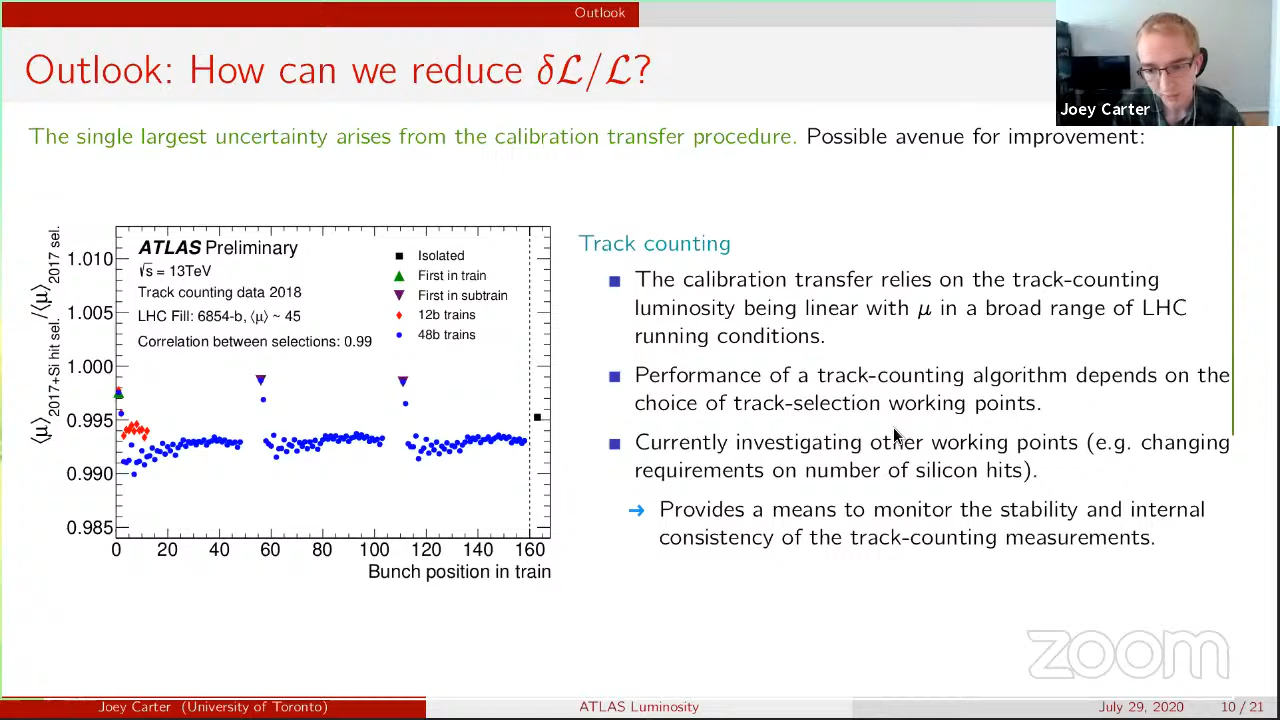 Outlook
Outlook: How can we reduce δℒ/ℒ?
Joey Carter
The single largest uncertainty arises from the calibration transfer procedure. Possible avenue for improvement:
⟨μ⟩2017+Si hit sel. /⟨μ⟩2017 sel.
1.010
1.005
1.000
0.995
0.990
0.985
ATLAS Preliminary
√s = 13TeV
Track counting data 2018
LHC Fill: 6854-b, ⟨μ⟩ ~ 45
Correlation between selections: 0.99
Isolated
First in train
First in subtrain
12b trains
48b trains
0 20 40 60 80 100 120 140 160
Bunch position in train
Track counting
The calibration transfer relies on the track-counting
luminosity being linear with μ in a broad range of LHC
running conditions.
Performance of a track-counting algorithm depends on the
choice of track-selection working points.
Currently investigating other working points (e.g. changing
requirements on number of silicon hits).
➜ Provides a means to monitor the stability and internal
consistency of the track-counting measurements.
zoom
Joey Carter (University of Toronto) ATLAS Luminosity July 29, 2020 10 / 21